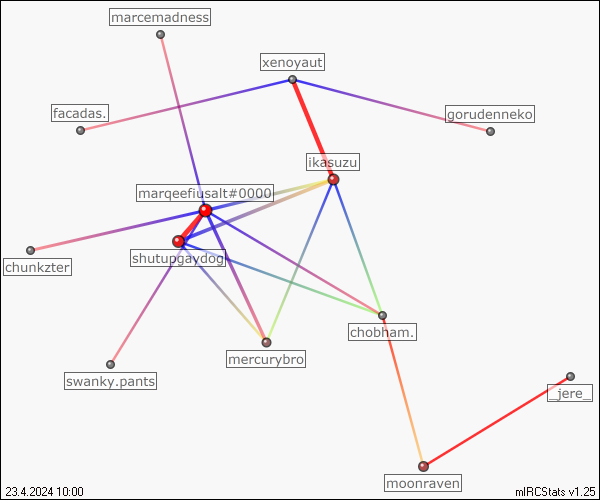 marcemadness
xenoyaut
facadas.
gorudenneko
ikasuzu
marqeefiusalt#0000
shutupgaydog
chunkzter
chobham.
mercurybro
swanky.pants
_jere_
moonraven
23.4.2024 10:00
mIRCStats v1.25